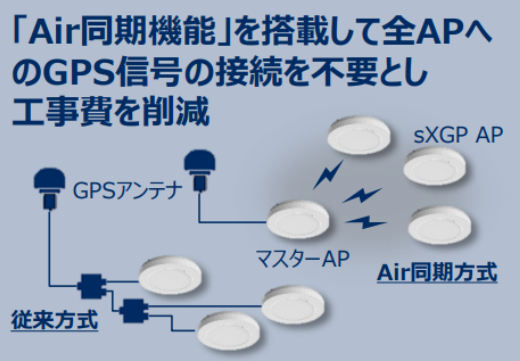 「Air同期機能」を搭載して全APへ
のGPS信号の接続を不要とし
工事費を削減
sXGP AP
GPSアンテナ
マスターAP
Air同期方式
従来方式